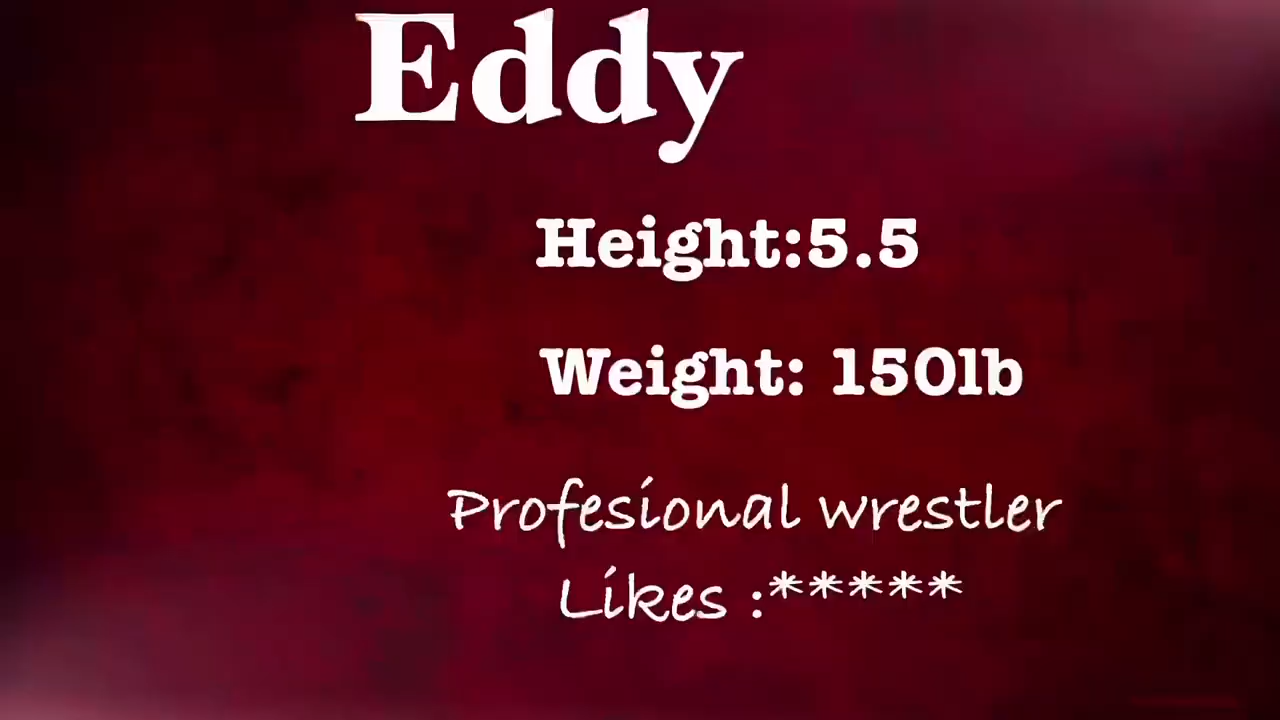 Eddy
Height:5.5
Weight: 150lb
Profesional wrestler
Likes :*****